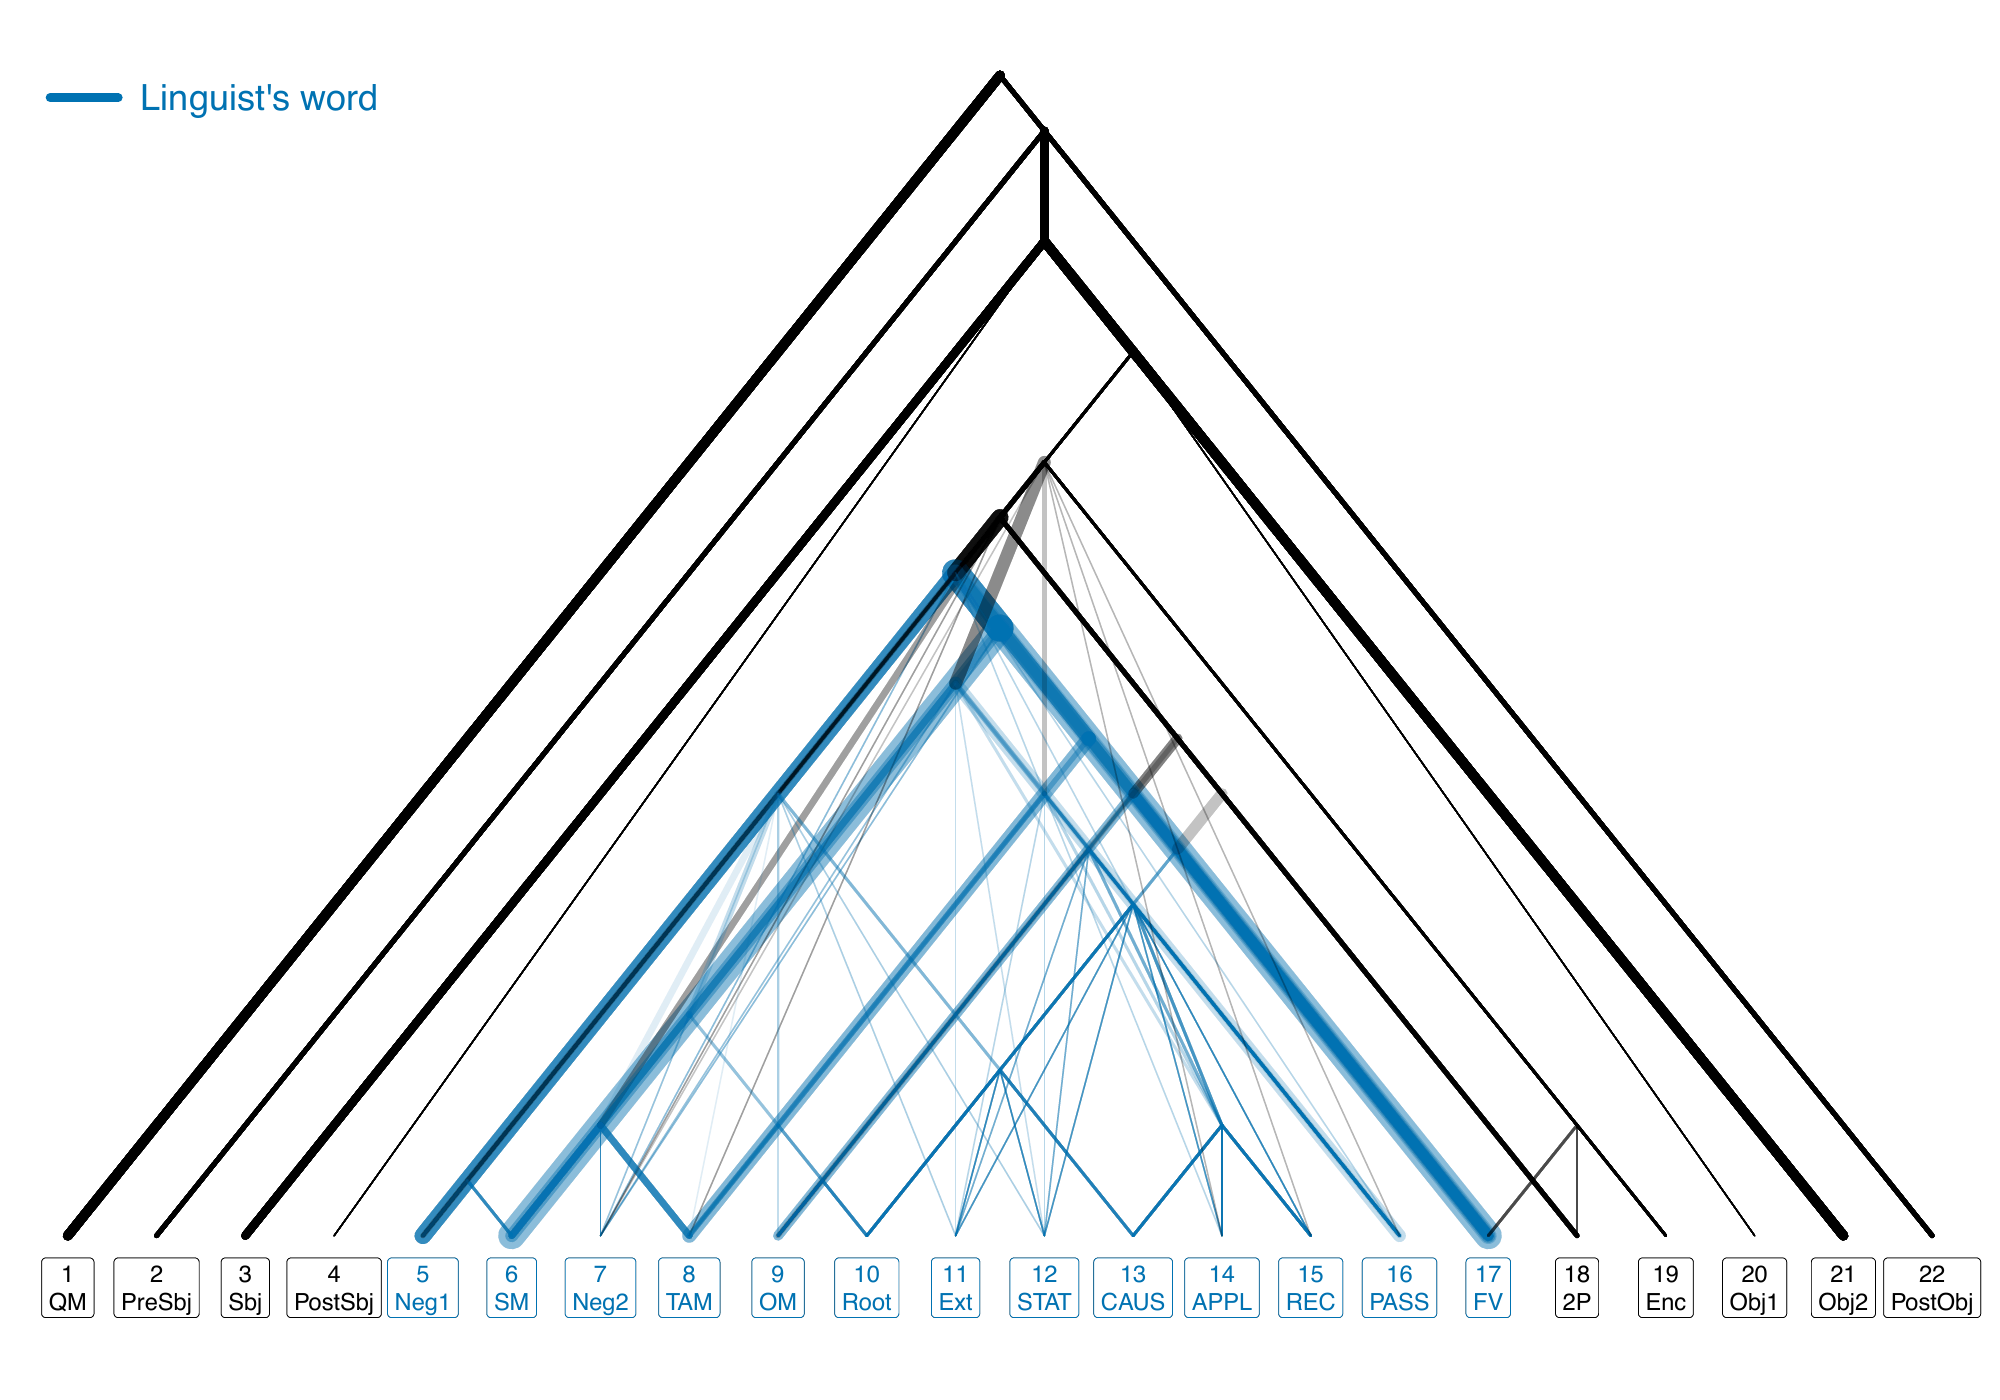 Linguist's word
1 2 3 4 5 6 7 8 9 10 11 12 13 14 15 16 17 18 19 20 21 22
QM PreSbj Sbj PostSbj Neg1 SM Neg2 TAM OM Root Ext STAT CAUS APPL REC PASS FV 2P Enc Obj1 Obj2 PostObj